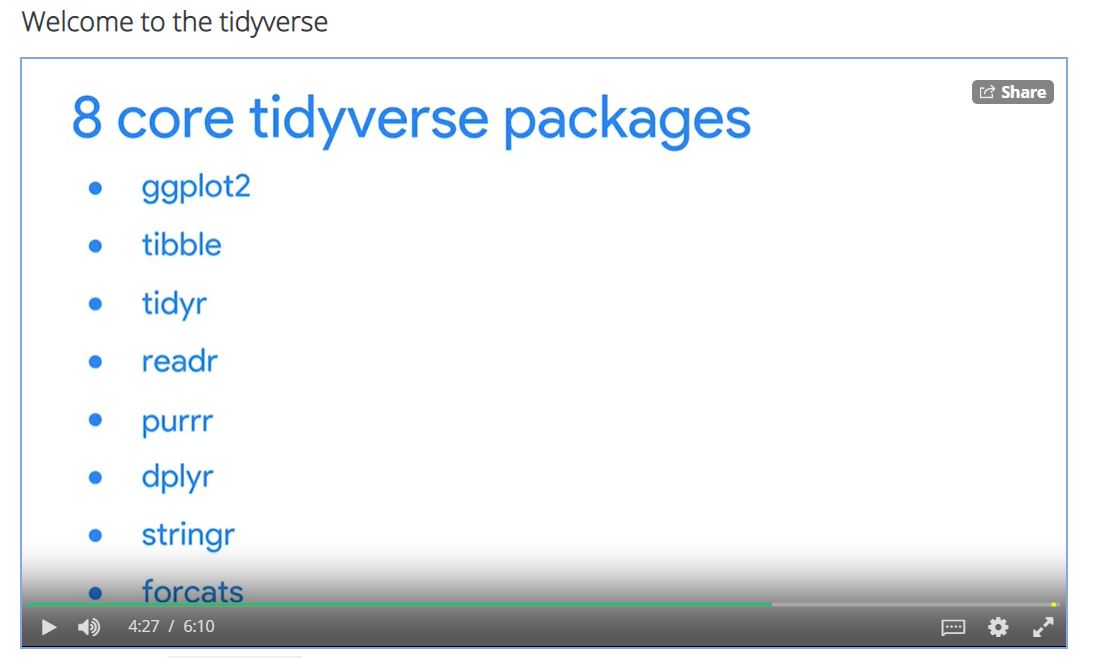 Welcome to the tidyverse
8 core tidyverse packages
Share
• ggplot2
• tibble
• tidyr
• readr
• purrr
• dplyr
• stringr
• forcats
4:27 / 6:10